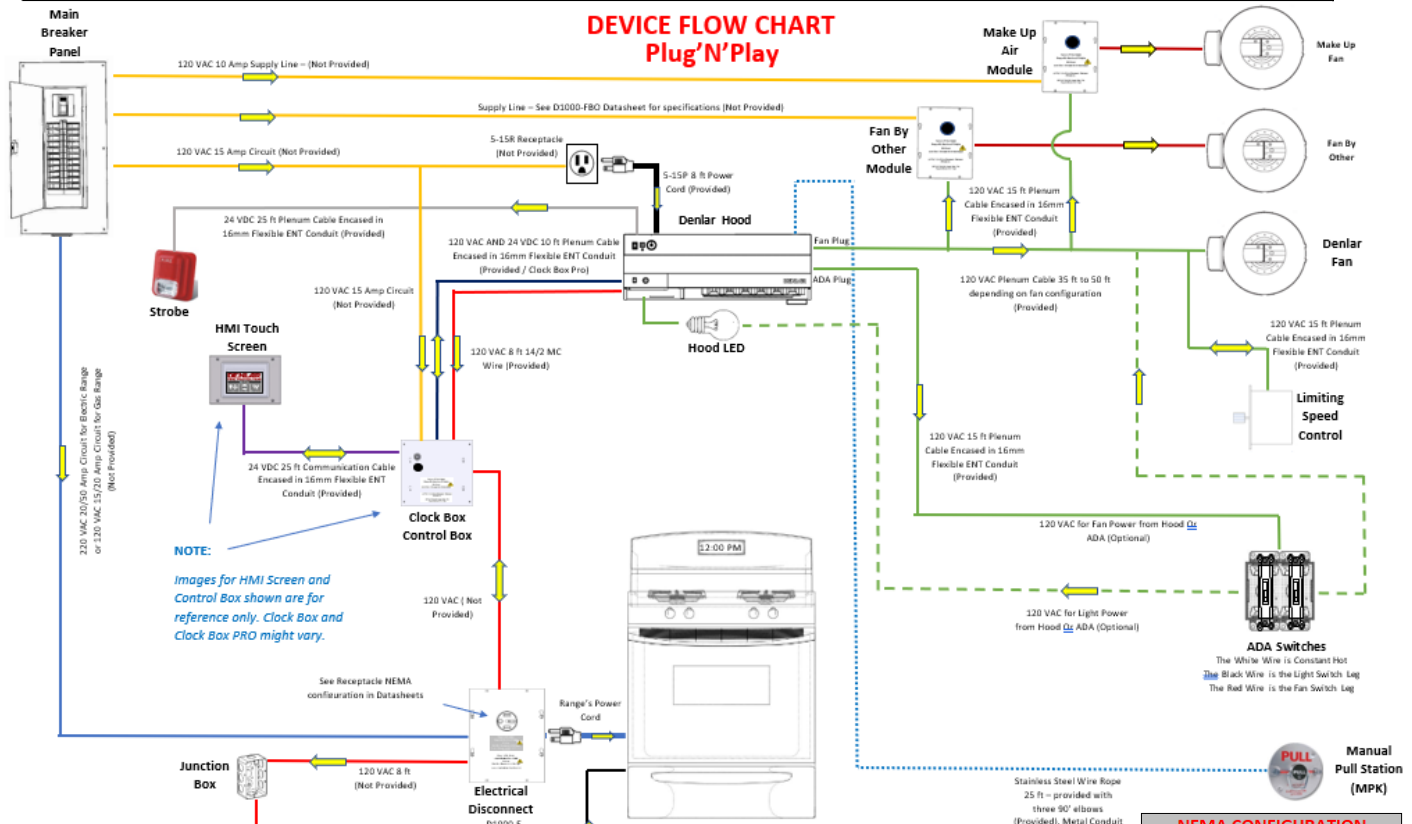 DEVICE FLOW CHART
Plug'N'Play
Main
Breaker
Panel
120 VAC 10 Amp Supply Line – (Not Provided)
Make Up
Air
Module
Make Up
Fan
Supply Line – See D1000-FBO Datasheet for specifications (Not Provided)
Fan By
Other
Module
Fan By
Other
120 VAC 15 Amp Circuit (Not Provided)
5-15R Receptacle
(Not Provided)
5-15P 8 ft Power
Cord (Provided)
120 VAC 15 ft Plenum
Cable Encased in 16mm
Flexible ENT Conduit
(Provided)
24 VDC 25 ft Plenum Cable Encased in
16mm Flexible ENT Conduit (Provided)
Denlar Hood
Fan Plug
ADA Plug
Denlar
Fan
120 VAC AND 24 VDC 10 ft Plenum Cable
Encased in 16mm Flexible ENT Conduit
(Provided / Clock Box Pro)
120 VAC Plenum Cable 35 ft to 50 ft
depending on fan configuration
(Provided)
Strobe
120 VAC 15 Amp Circuit
(Not Provided)
HMI Touch
Screen
Hood LED
120 VAC 8 ft 14/2 MC
Wire (Provided)
120 VAC 15 ft Plenum
Cable Encased in 16mm
Flexible ENT Conduit
(Provided)
Limiting
Speed
Control
220 VAC 20/50 Amp Circuit for Electric Range
or 120 VAC 15/20 Amp Circuit for Gas Range
(Not Provided)
24 VDC 25 ft Communication Cable
Encased in 16mm Flexible ENT
Conduit (Provided)
120 VAC 15 ft Plenum
Cable Encased in 16mm
Flexible ENT Conduit
(Provided)
Clock Box
Control Box
NOTE:
Images for HMI Screen and
Control Box shown are for
reference only. Clock Box and
Clock Box PRO might vary.
12:00 PM
120 VAC for Fan Power from Hood Or
ADA (Optional)
120 VAC ( Not
Provided)
120 VAC for Light Power
from Hood Or ADA (Optional)
ADA Switches
The White Wire is Constant Hot
The Black Wire is the Light Switch Leg
The Red Wire is the Fan Switch Leg
See Receptacle NEMA
configuration in Datasheets
Range's Power
Cord
Junction
Box
120 VAC 8 ft
(Not Provided)
Electrical
Disconnect
D1000-E
Stainless Steel Wire Rope
25 ft – provided with
three 90' elbows
(Provided). Metal Conduit
PULL
Manual
Pull Station
(MPK)
NEMA CONFIGURATION